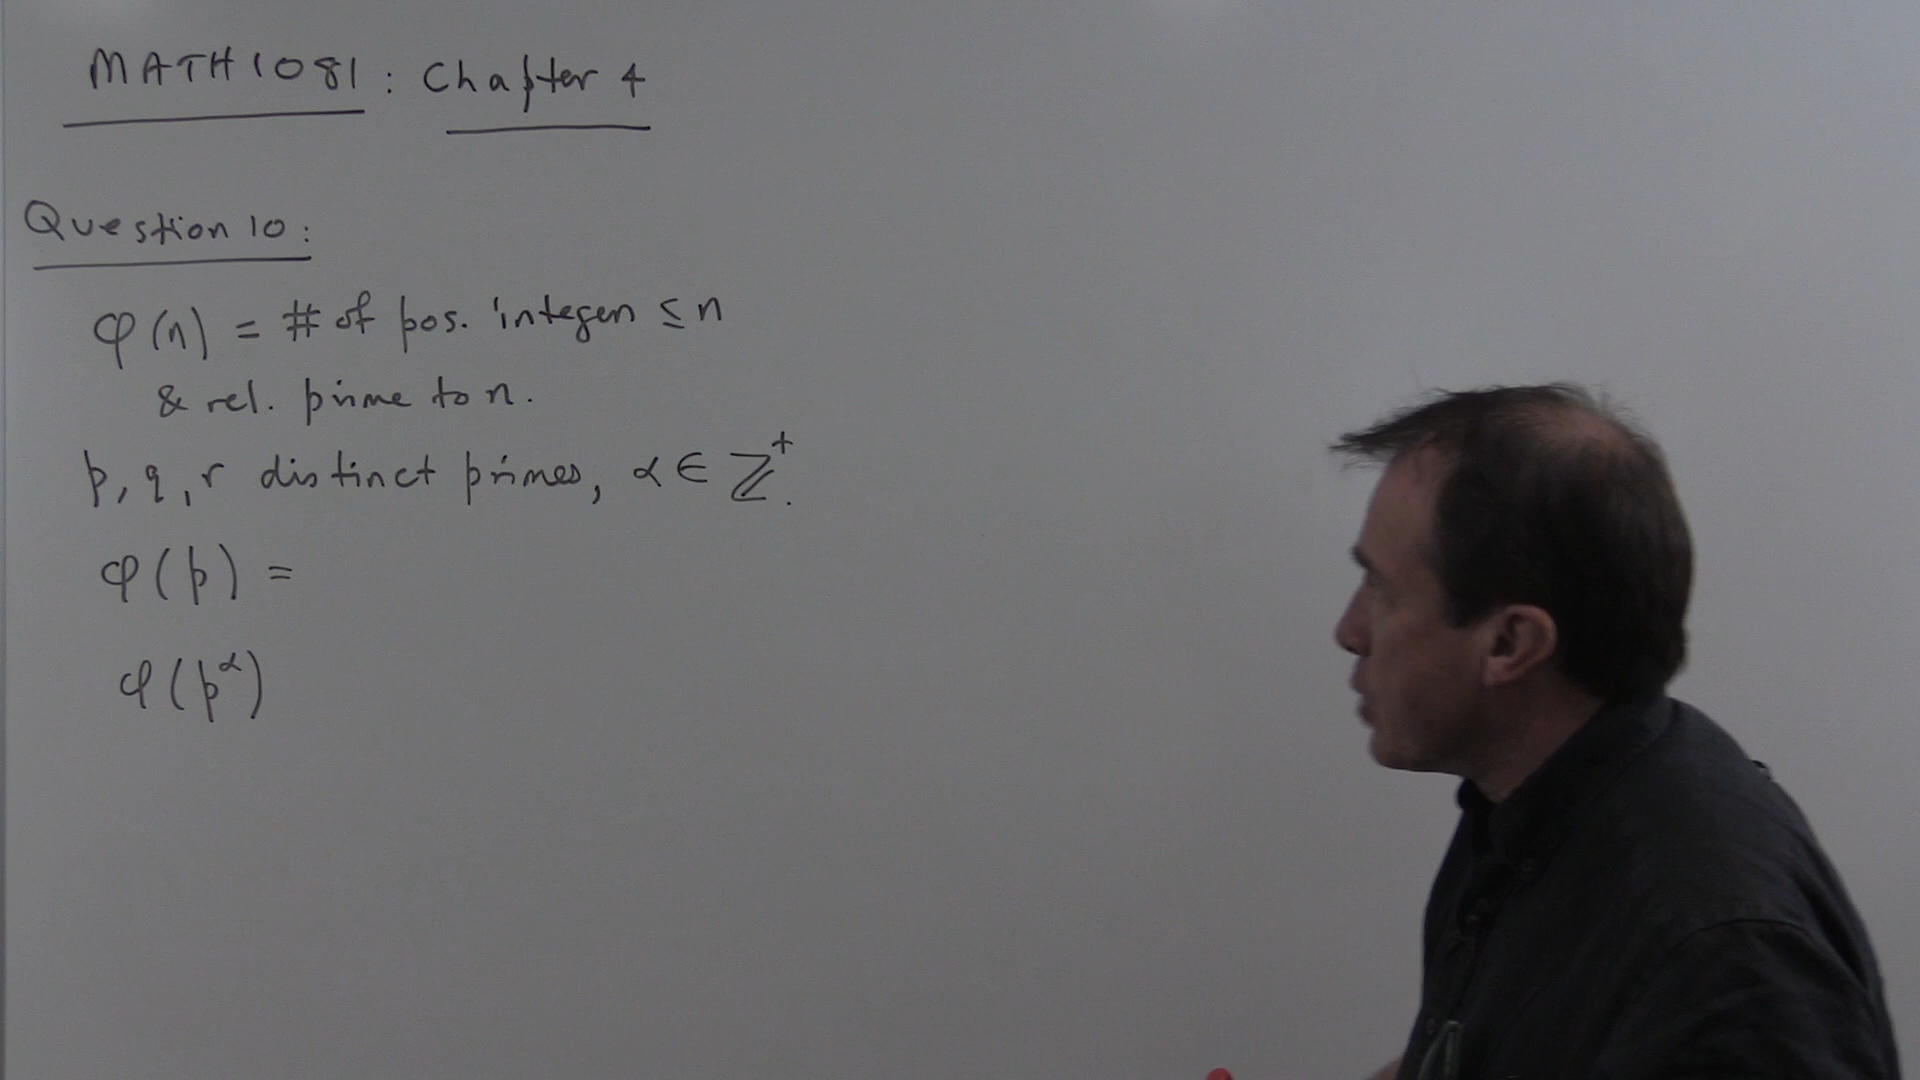 MATH1081: Chapter 4
Question 10:
φ(n) = # of pos. integers ≤ n
& rel. prime to n.
p, q, r distinct primes, α ∈ ℤ⁺.
φ(p) =
φ(p^α)